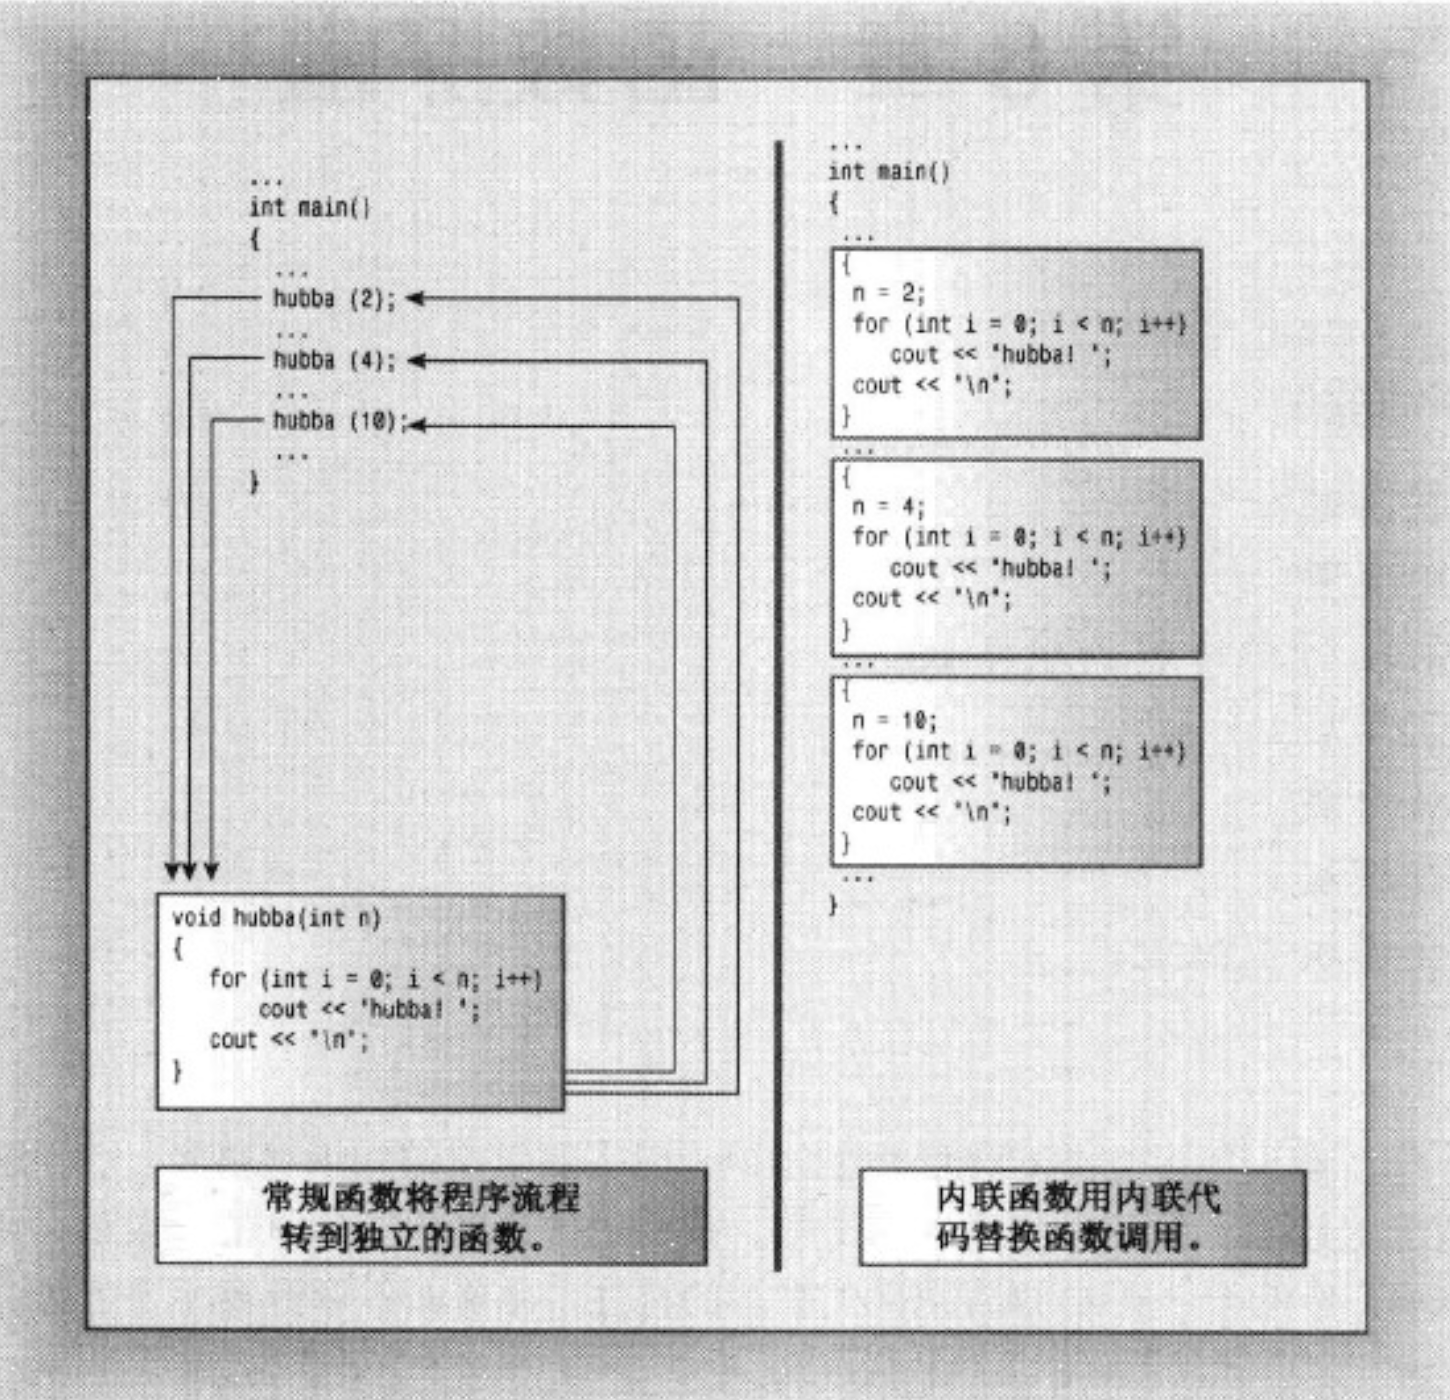 ...
int main()
{
...
hubba (2);
...
hubba (4);
...
hubba (10);
...
}
void hubba(int n)
{
for (int i = 0; i < n; i++)
cout << "hubba! ";
cout << "\n";
}
常规函数将程序流程
转到独立的函数。
...
int main()
{
...
{
n = 2;
for (int i = 0; i < n; i++)
cout << "hubba! ";
cout << "\n";
}
...
{
n = 4;
for (int i = 0; i < n; i++)
cout << "hubba! ";
cout << "\n";
}
...
{
n = 10;
for (int i = 0; i < n; i++)
cout << "hubba! ";
cout << "\n";
}
...
}
内联函数用内联代
码替换函数调用。